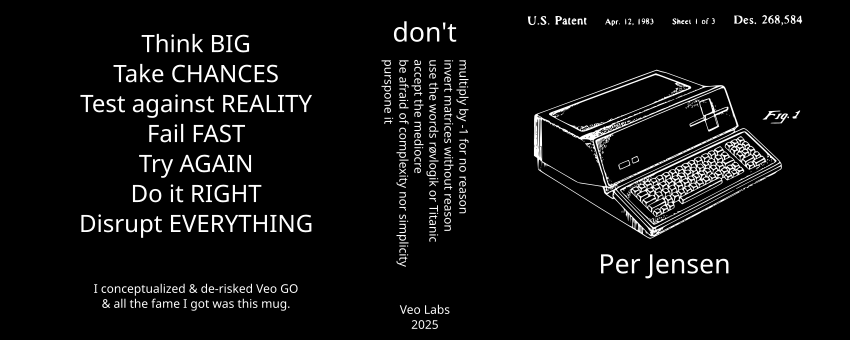 Think BIG
Take CHANCES
Test against REALITY
Fail FAST
Try AGAIN
Do it RIGHT
Disrupt EVERYTHING
I conceptualized & de-risked Veo GO
& all the fame I got was this mug.
don't
multiply by -1 for no reason
invert matrices without reason
use the words røvlogik or Titanic
accept the mediocre
be afraid of complexity nor simplicity
purspone it
Veo Labs
2025
U.S. Patent Apr. 12, 1983 Sheet 1 of 3 Des. 268,584
Fig. 1
Per Jensen